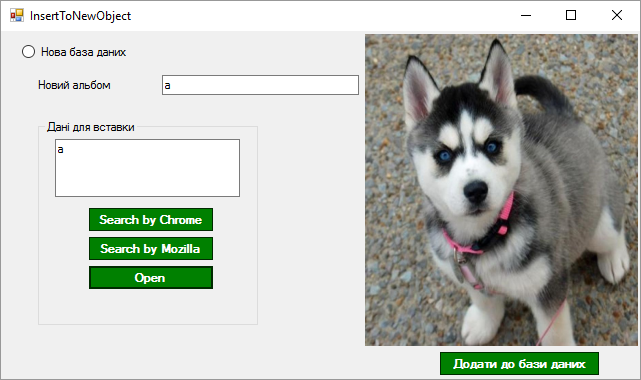 InsertToNewObject
Нова база даних
Новий альбом
a
Дані для вставки
a
Search by Chrome
Search by Mozilla
Open
Додати до бази даних